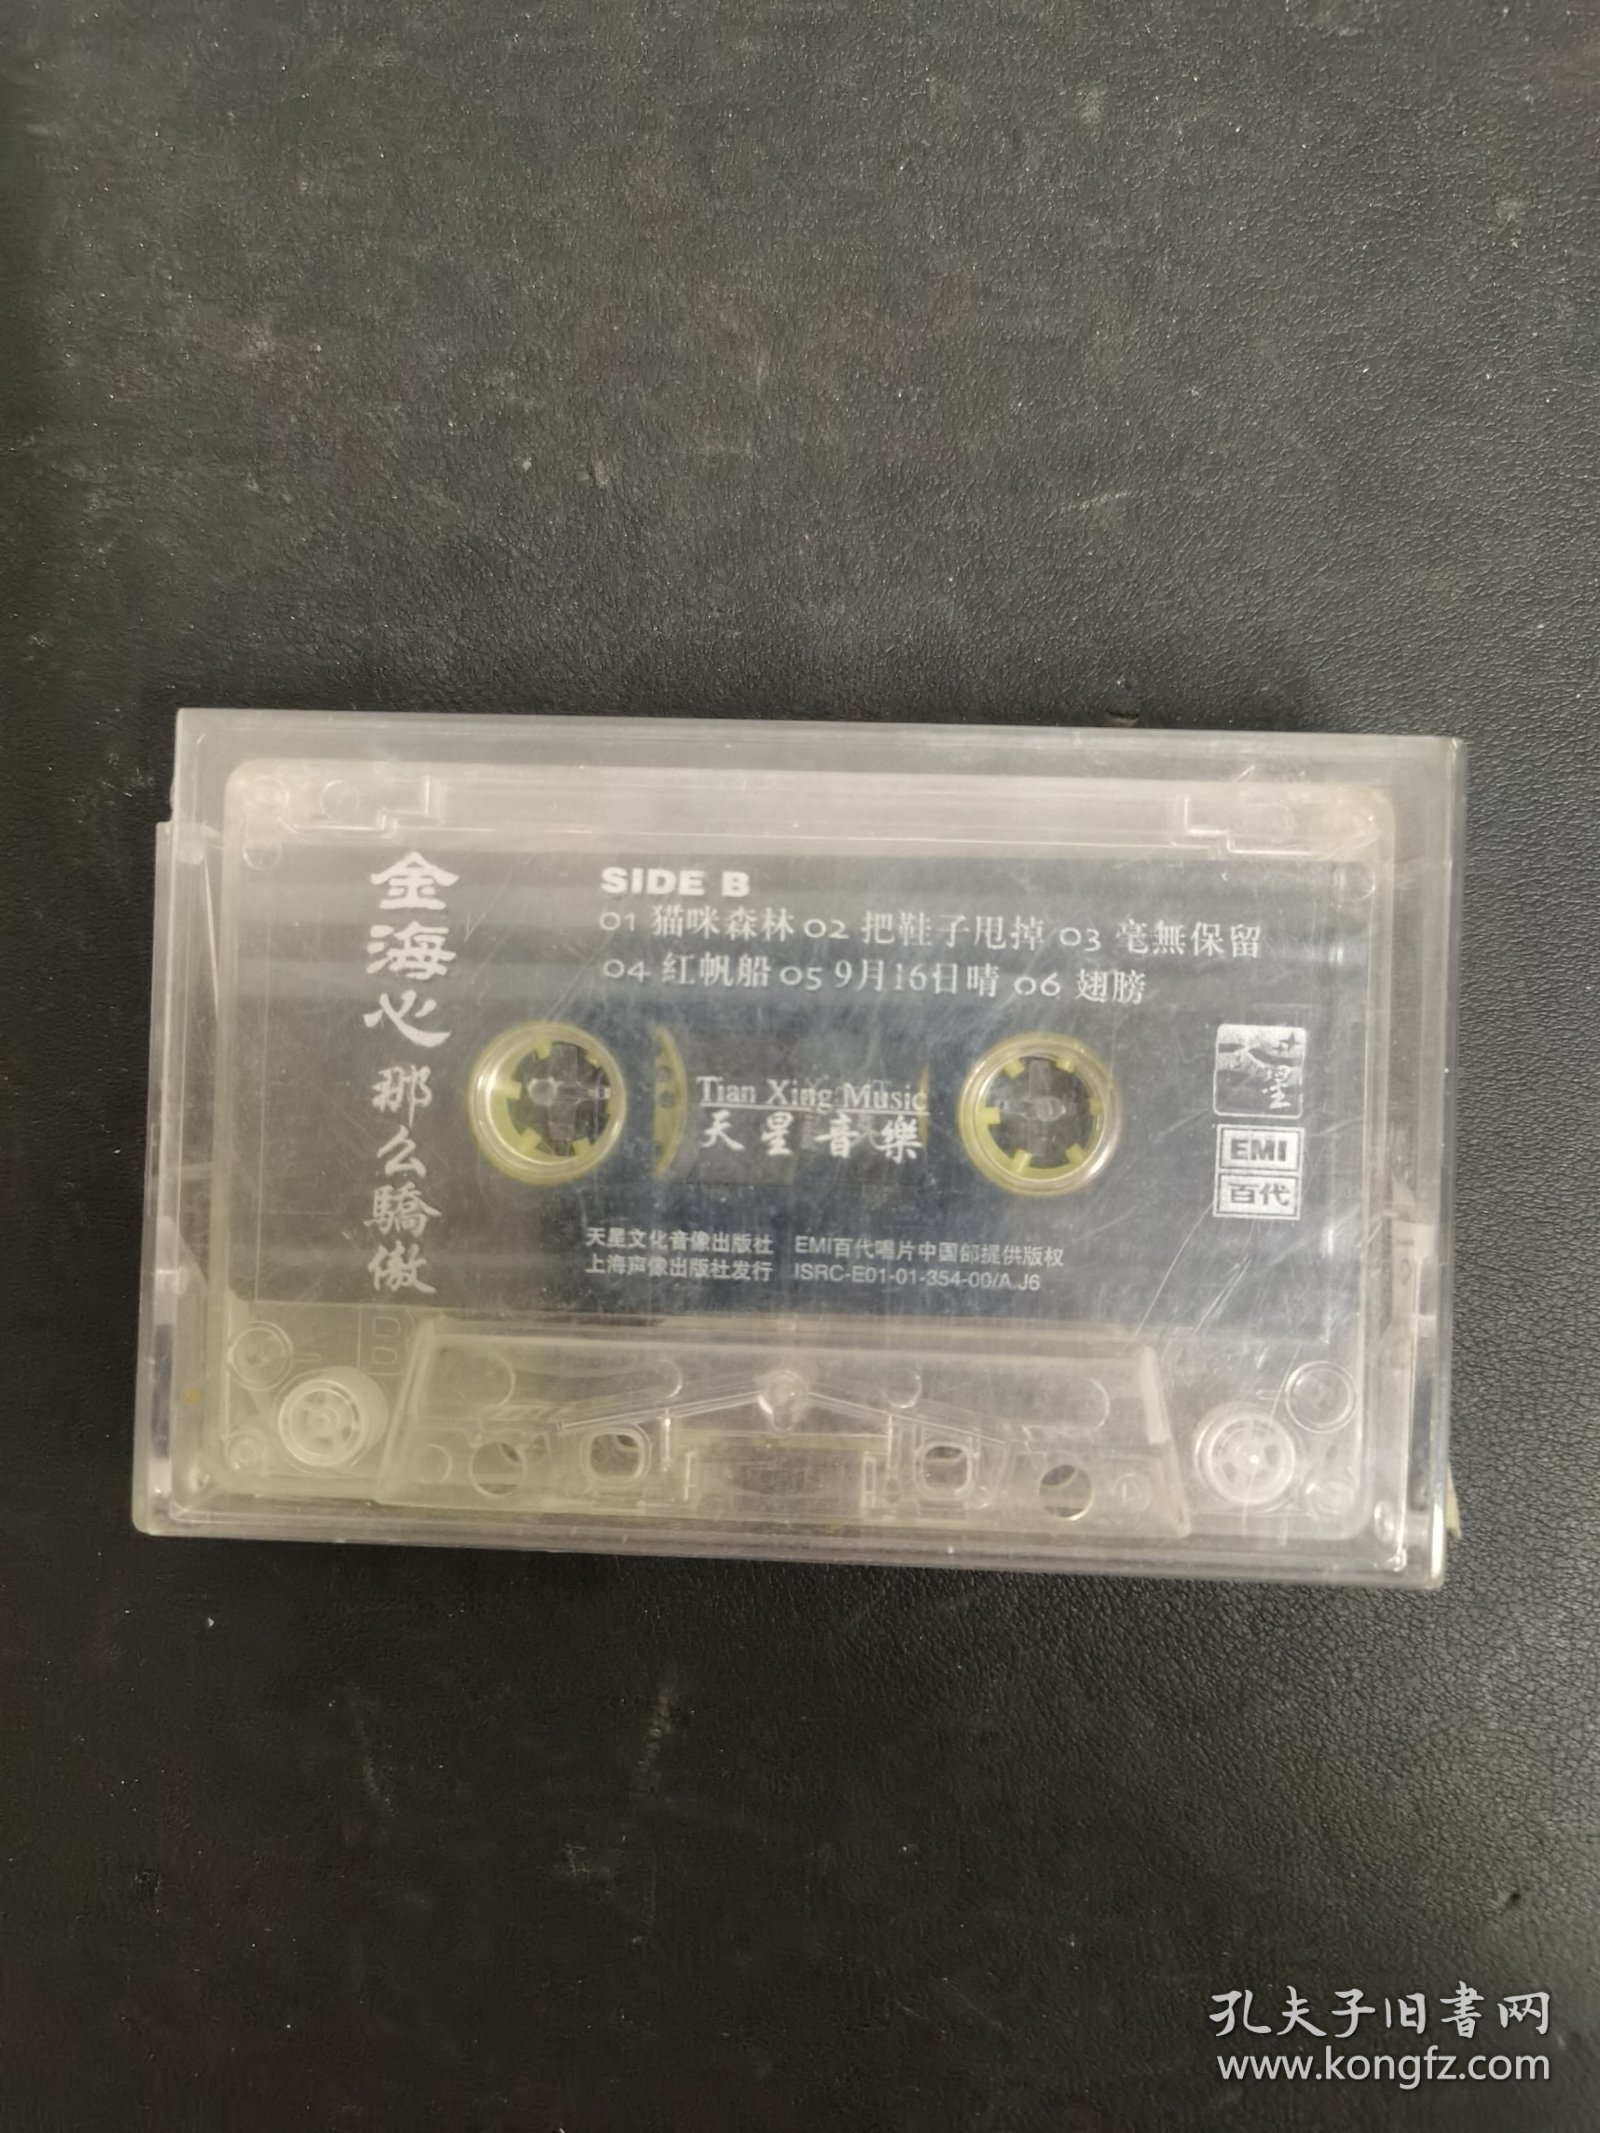 金海心
那么驕傲
SIDE B
01 猫咪森林 02 把鞋子甩掉 03 毫無保留
04 紅帆船 05 9月16日晴 06 翅膀
Tian Xing Music
天星音樂
天星
EMI
百代
天星文化音像出版社 EMI百代唱片中国部提供版权
上海声像出版社发行 ISRC-E01-01-354-00/A.J6
B
B
孔夫子旧書网
www.kongfz.com